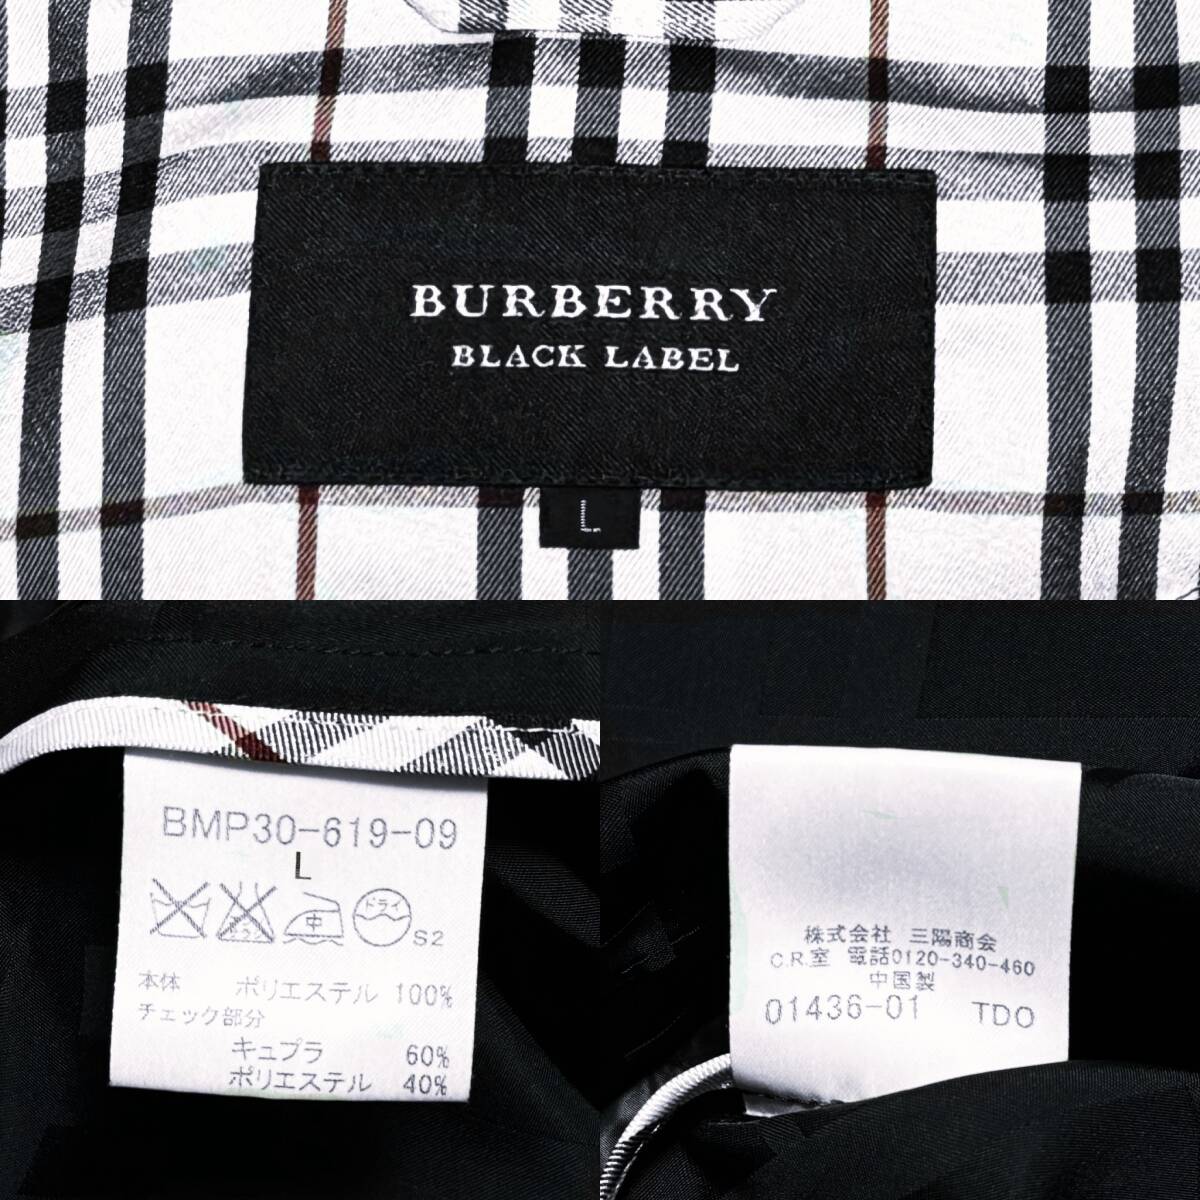 BURBERRY
BLACK LABEL
L
BMP30-619-09
L
中
ドライ
S2
本体 ポリエステル 100%
チェック部分
キュプラ 60%
ポリエステル 40%
株式会社 三陽商会
C.R.室 電話0120-340-460
中国製
01436-01 TDO